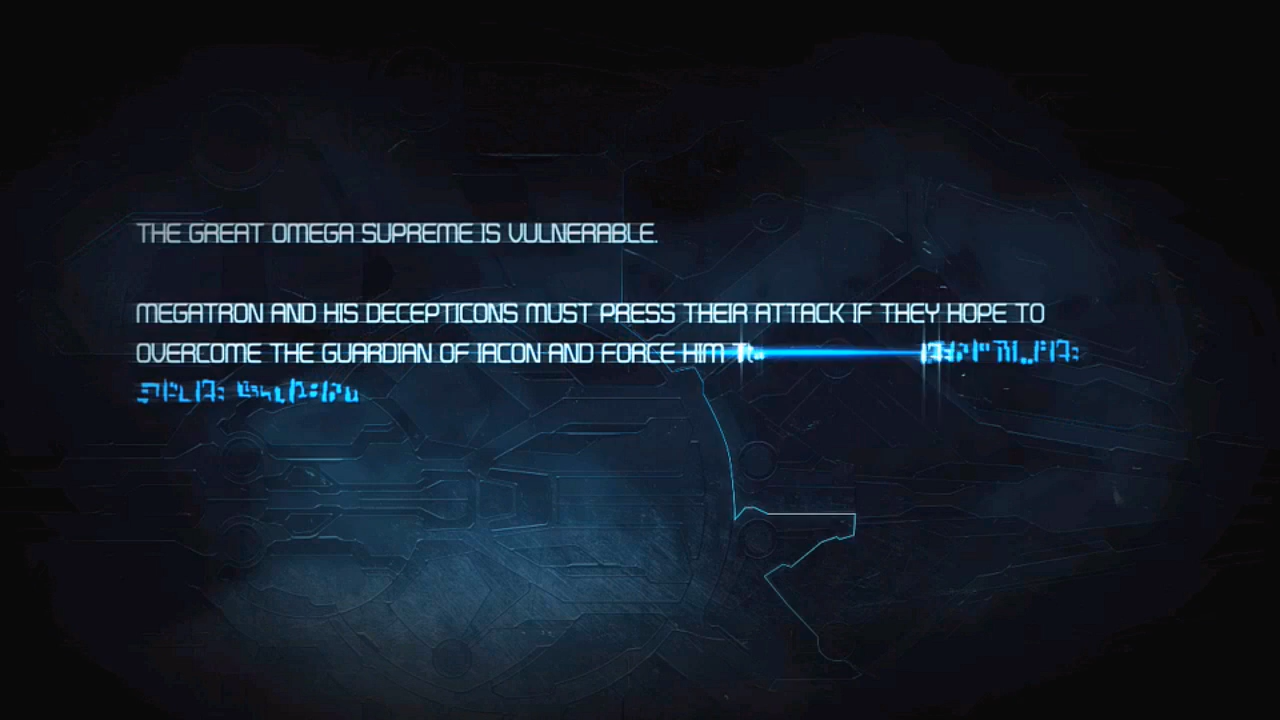 THE GREAT OMEGA SUPREME IS VULNERABLE.
MEGATRON AND HIS DECEPTICONS MUST PRESS THEIR ATTACK IF THEY HOPE TO
OVERCOME THE GUARDIAN OF IACON AND FORCE HIM